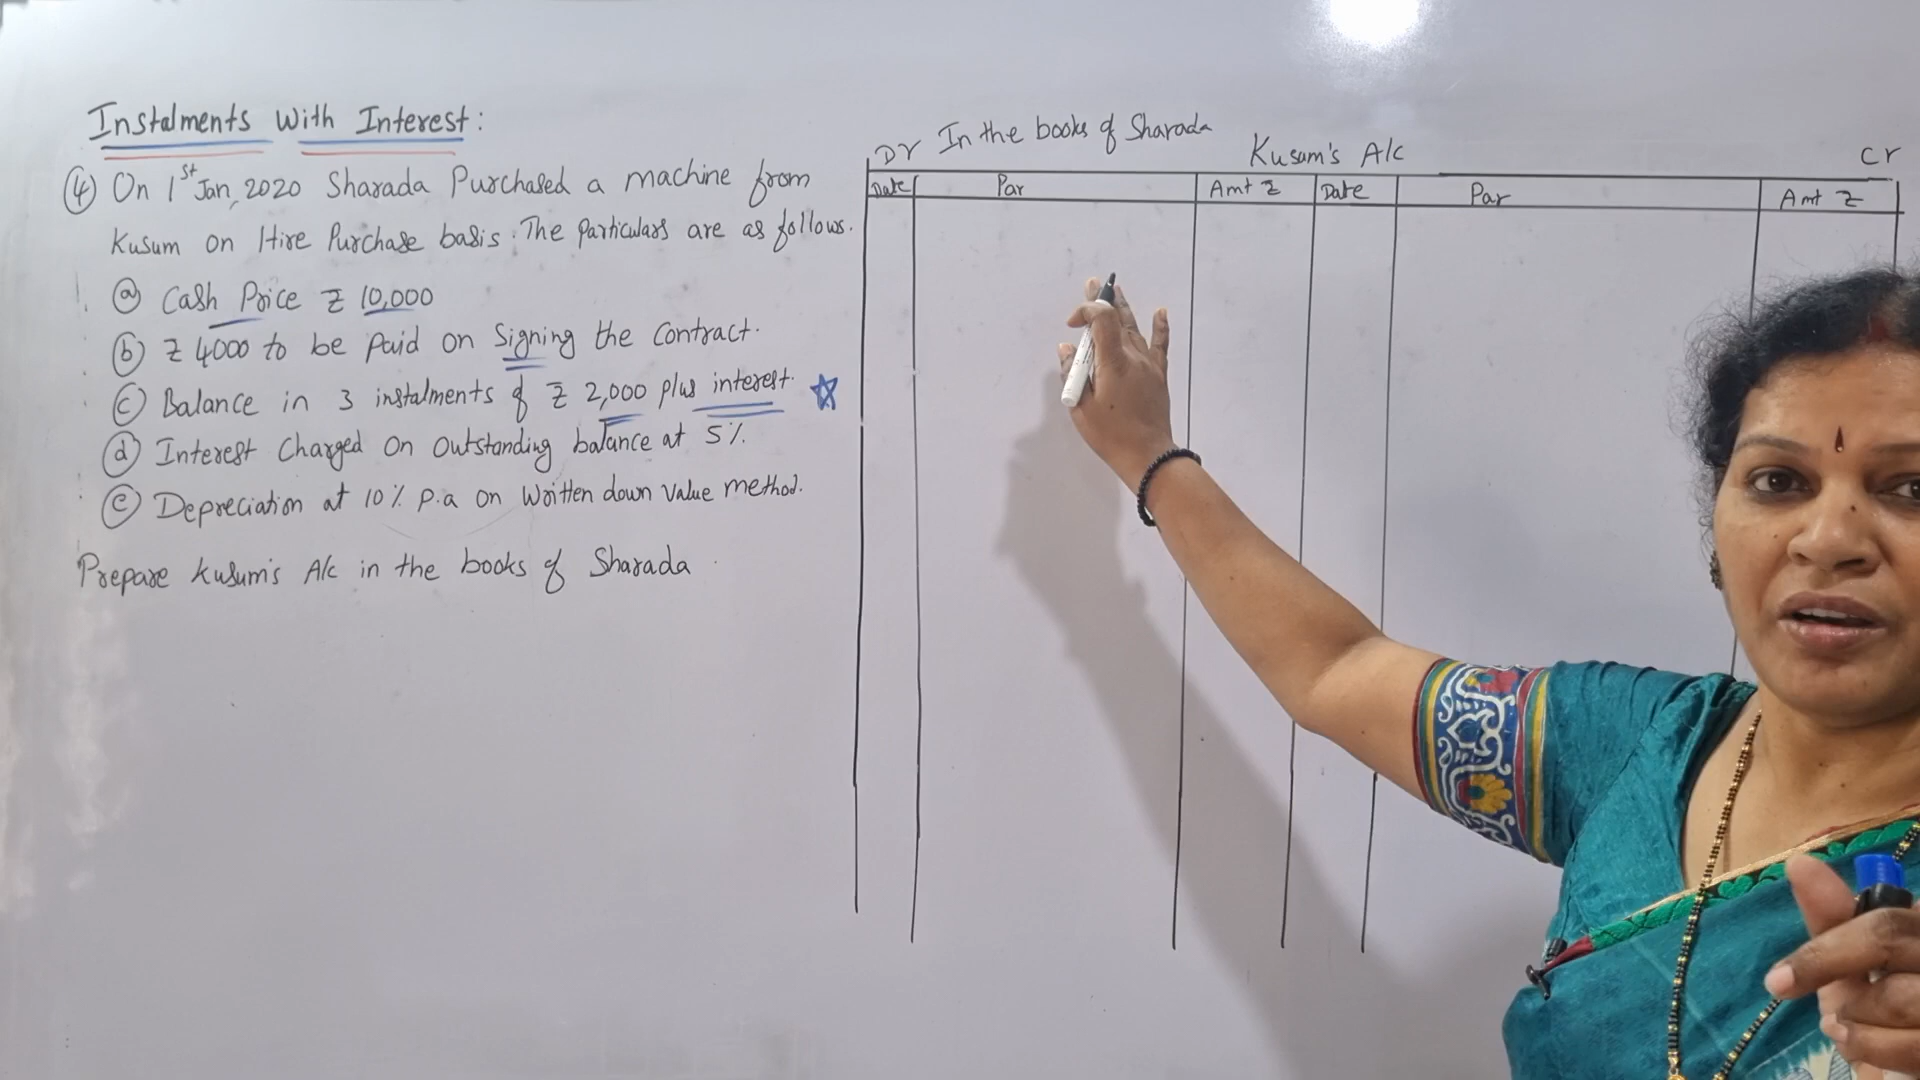 Instalments With Interest:
④ On 1st Jan, 2020 Sharada Purchased a machine from
Kusum on Hire Purchase basis. The Particulars are as follows.
ⓐ Cash Price ₹ 10,000
ⓑ ₹ 4000 to be paid on Signing the Contract.
ⓒ Balance in 3 instalments of ₹ 2,000 plus interest.
ⓓ Interest Charged On Outstanding balance at 5%.
ⓔ Depreciation at 10% p.a on Written down Value method.
Prepare Kusum's A/c in the books of Sharada
In the books of Sharada
Dr Kusum's A/c Cr
Date Par Amt ₹ Date Par Amt ₹